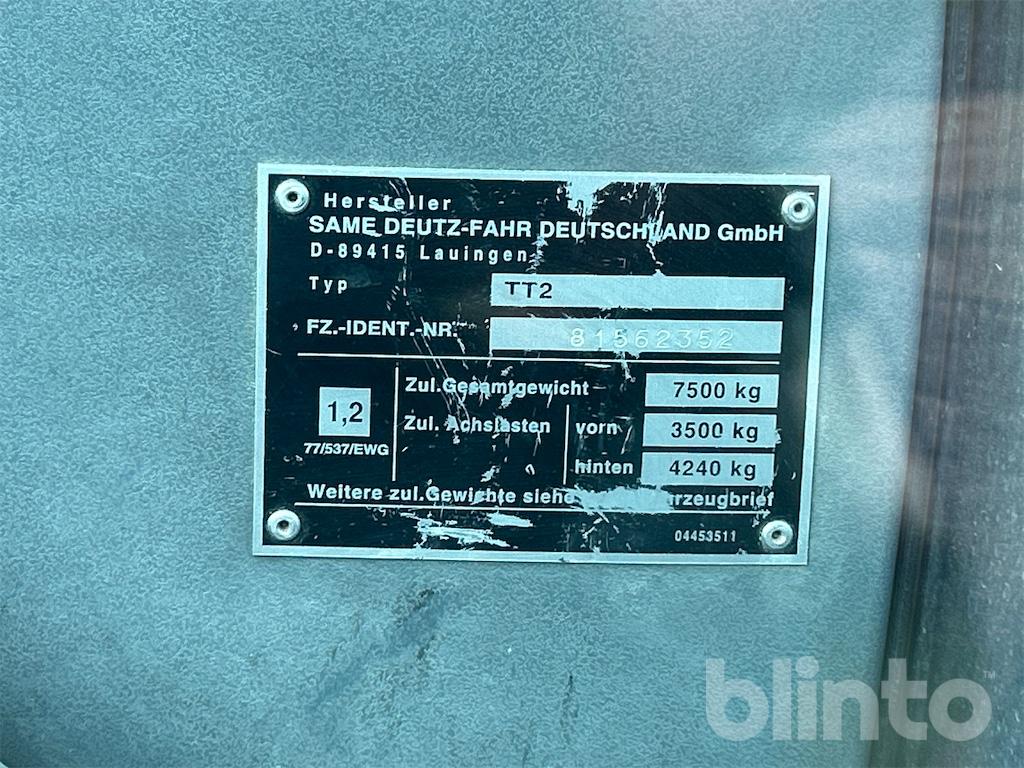 Hersteller
SAME DEUTZ-FAHR DEUTSCHLAND GmbH
D-89415 Lauingen
Typ TT2
FZ.-IDENT.-NR. 81562352
1,2
77/537/EWG
Zul.Gesamtgewicht 7500 kg
Zul. Achslasten vorn 3500 kg
hinten 4240 kg
Weitere zul.Gewichte siehe
04453511
blinto™